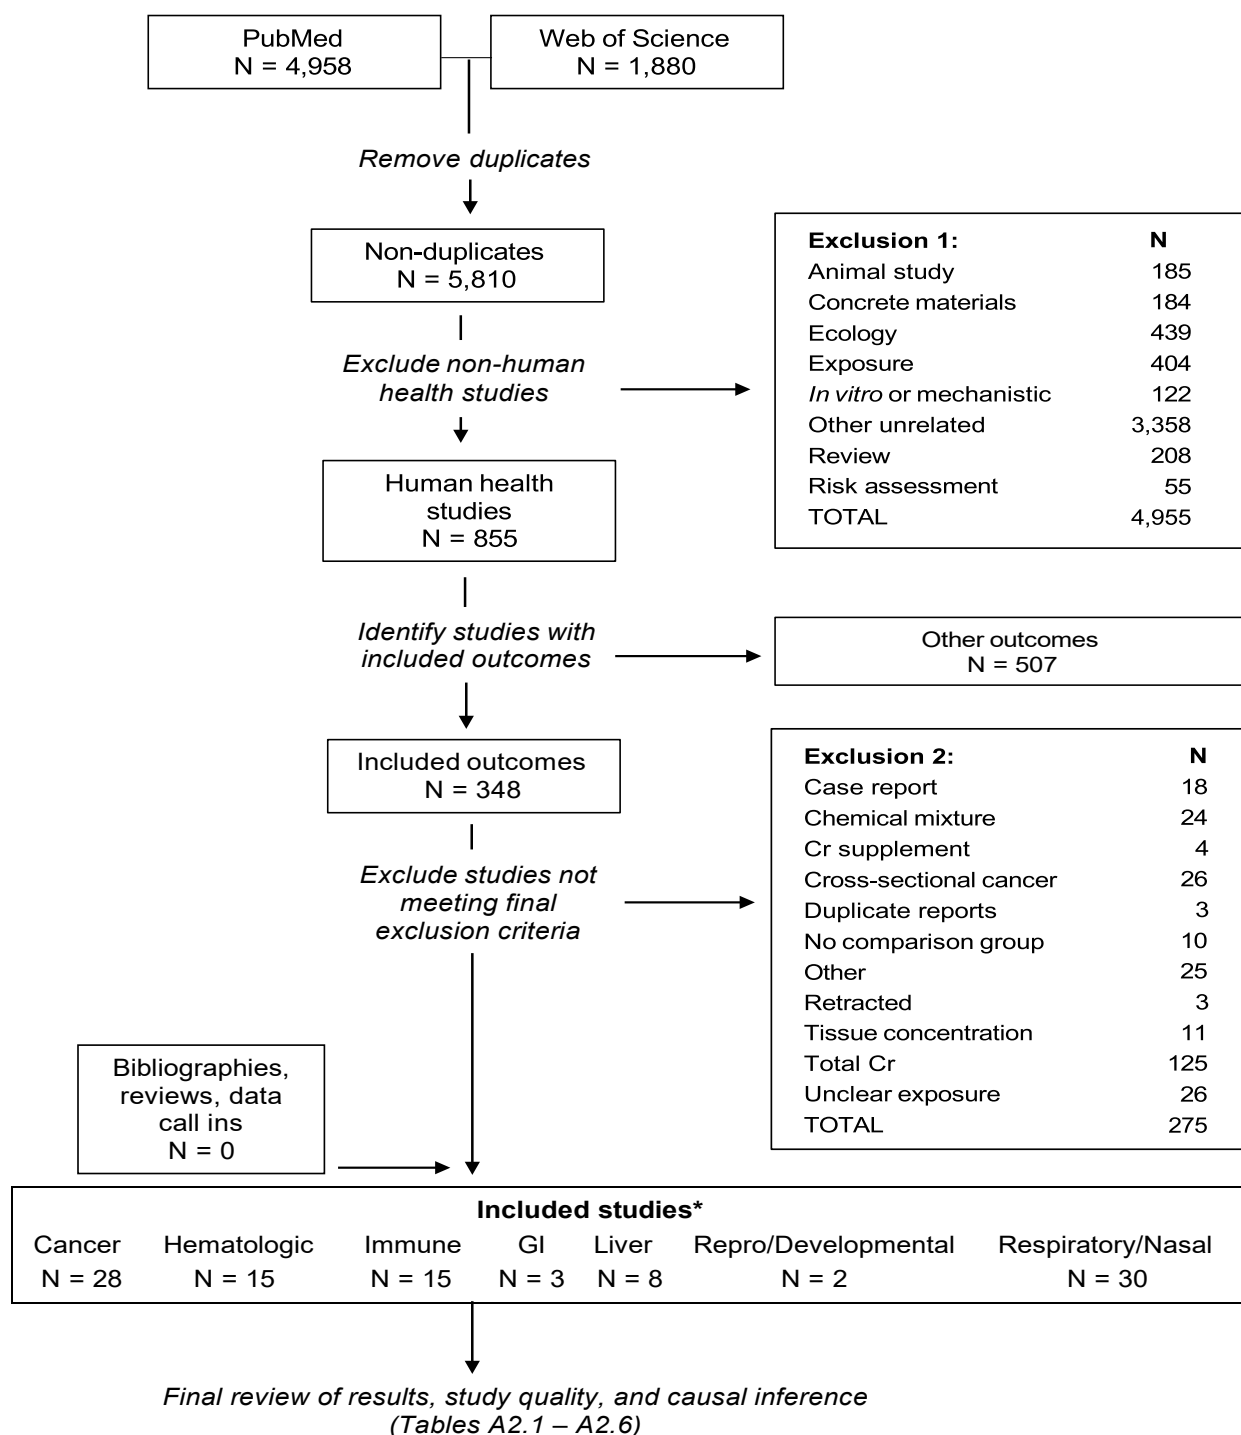 PubMed
N = 4,958
Web of Science
N = 1,880
Remove duplicates
Non-duplicates
N = 5,810
Exclude non-human
health studies
Exclusion 1: N
Animal study 185
Concrete materials 184
Ecology 439
Exposure 404
In vitro or mechanistic 122
Other unrelated 3,358
Review 208
Risk assessment 55
TOTAL 4,955
Human health
studies
N = 855
Identify studies with
included outcomes
Other outcomes
N = 507
Included outcomes
N = 348
Exclude studies not
meeting final
exclusion criteria
Exclusion 2: N
Case report 18
Chemical mixture 24
Cr supplement 4
Cross-sectional cancer 26
Duplicate reports 3
No comparison group 10
Other 25
Retracted 3
Tissue concentration 11
Total Cr 125
Unclear exposure 26
TOTAL 275
Bibliographies,
reviews, data
call ins
N = 0
Included studies*
Cancer Hematologic Immune GI Liver Repro/Developmental Respiratory/Nasal
N = 28 N = 15 N = 15 N = 3 N = 8 N = 2 N = 30
Final review of results, study quality, and causal inference
(Tables A2.1 – A2.6)